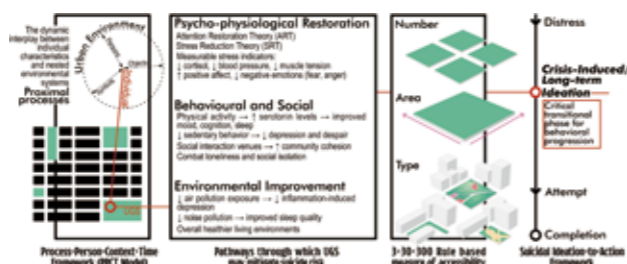 The dynamic
interplay between
individual
characteristics
and nested
environmental
systems
Proximal
processes
Urban Environment
UGS
Process-Person-Context-Time
framework (PPCT Model)
Psycho-physiological Restoration
Attention Restoration Theory (ART)
Stress Reduction Theory (SRT)
Measurable stress indicators:
↓ cortisol, ↓ blood pressure, ↓ muscle tension
↑ positive affect, ↓ negative emotions (fear, anger)
Behavioural and Social
Physical activity → ↑ serotonin levels → improved
mood, cognition, sleep
↓ sedentary behavior → ↓ depression and despair
Social interaction venues → ↑ community cohesion
Combat loneliness and social isolation
Environmental Improvement
↓ air pollution exposure → ↓ inflammation-induced
depression
↓ noise pollution → improved sleep quality
Overall healthier living environments
Pathways through which UGS
may mitigate suicide risk
Number
Area
Type
3-30-300 Rule based
measure of accessibility
Distress
Crisis-Induced/
Long-term
Ideation
Critical
transitional
phase for
behavioral
progression
Attempt
Completion
Suicidal Ideation-to-Action
Framework